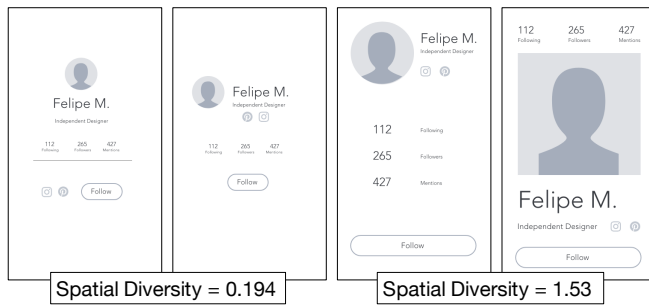 Felipe M.
Independent Designer
112 265 427
Following Followers Mentions
Follow
Felipe M.
Independent Designer
112 265 427
Following Followers Mentions
Follow
Spatial Diversity = 0.194
Felipe M.
Independent Designer
112 Following
265 Followers
427 Mentions
Follow
112 265 427
Following Followers Mentions
Felipe M.
Independent Designer
Follow
Spatial Diversity = 1.53